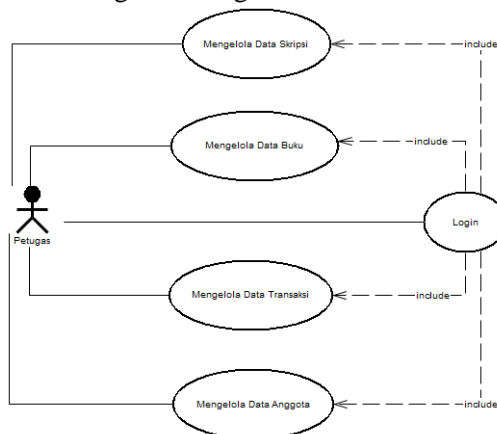 Mengelola Data Skripsi
include
Mengelola Data Buku
include
Login
Petugas
Mengelola Data Transaksi
include
Mengelola Data Anggota
include